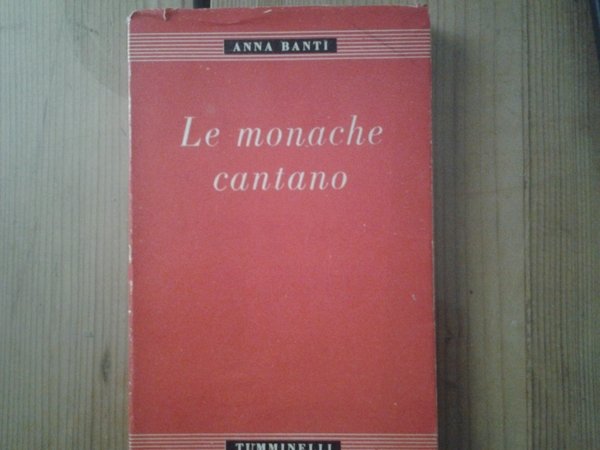 ANNA BANTI
Le monache
cantano
TUMMINELLI